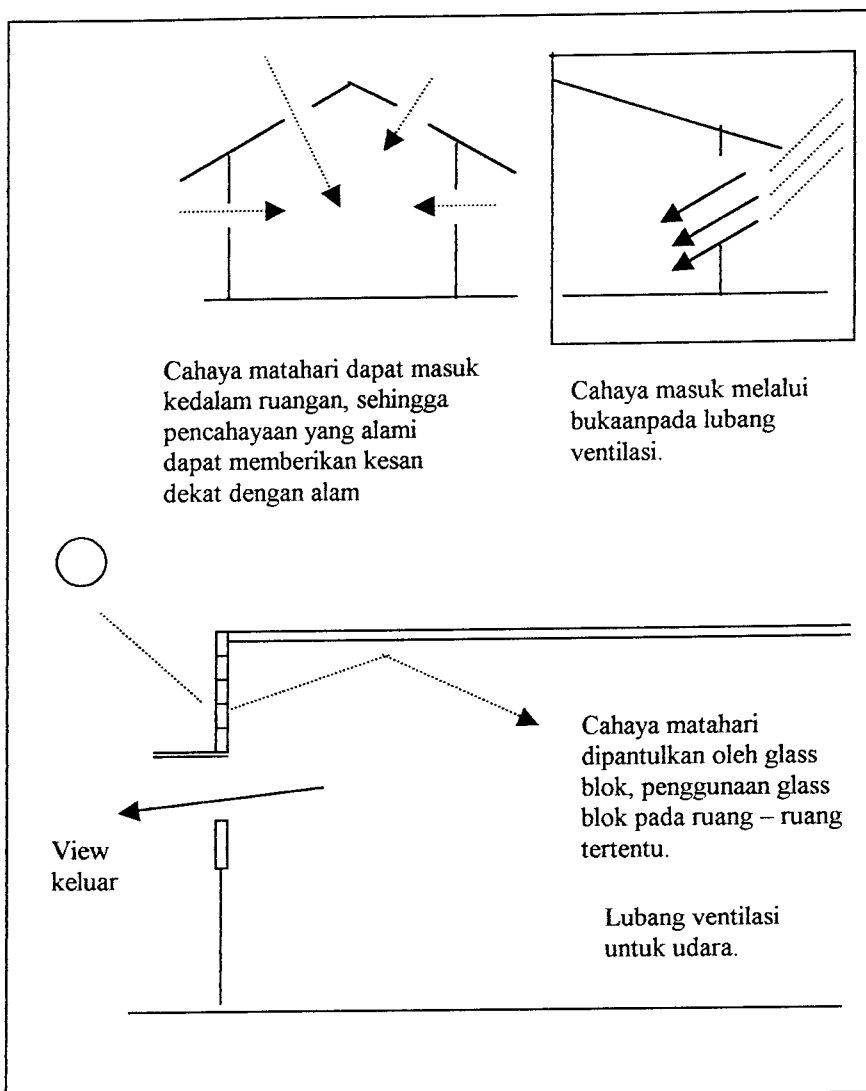 Cahaya matahari dapat masuk
kedalam ruangan, sehingga
pencahayaan yang alami
dapat memberikan kesan
dekat dengan alam
Cahaya masuk melalui
bukaanpada lubang
ventilasi.
Cahaya matahari
dipantulkan oleh glass
blok, penggunaan glass
blok pada ruang – ruang
tertentu.
View
keluar
Lubang ventilasi
untuk udara.